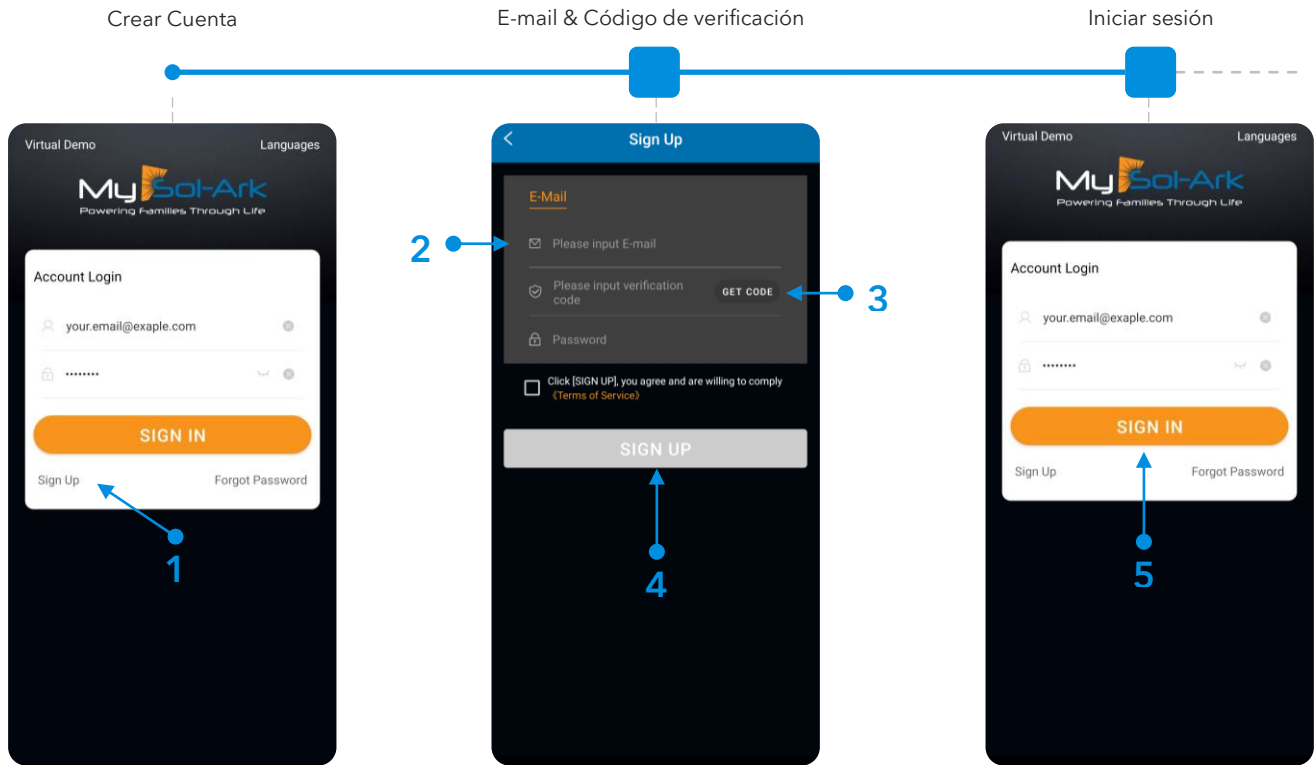 Crear Cuenta
E-mail & Código de verificación
Iniciar sesión
Virtual Demo
Languages
My Sol-Ark
Powering Families Through Life
Account Login
your.email@exaple.com
••••••••
SIGN IN
Sign Up
Forgot Password
1
Sign Up
E-Mail
2
Please input E-mail
Please input verification
code
GET CODE
3
Password
Click [SIGN UP], you agree and are willing to comply
《Terms of Service》
SIGN UP
4
Virtual Demo
Languages
My Sol-Ark
Powering Families Through Life
Account Login
your.email@exaple.com
••••••••
SIGN IN
Sign Up
Forgot Password
5